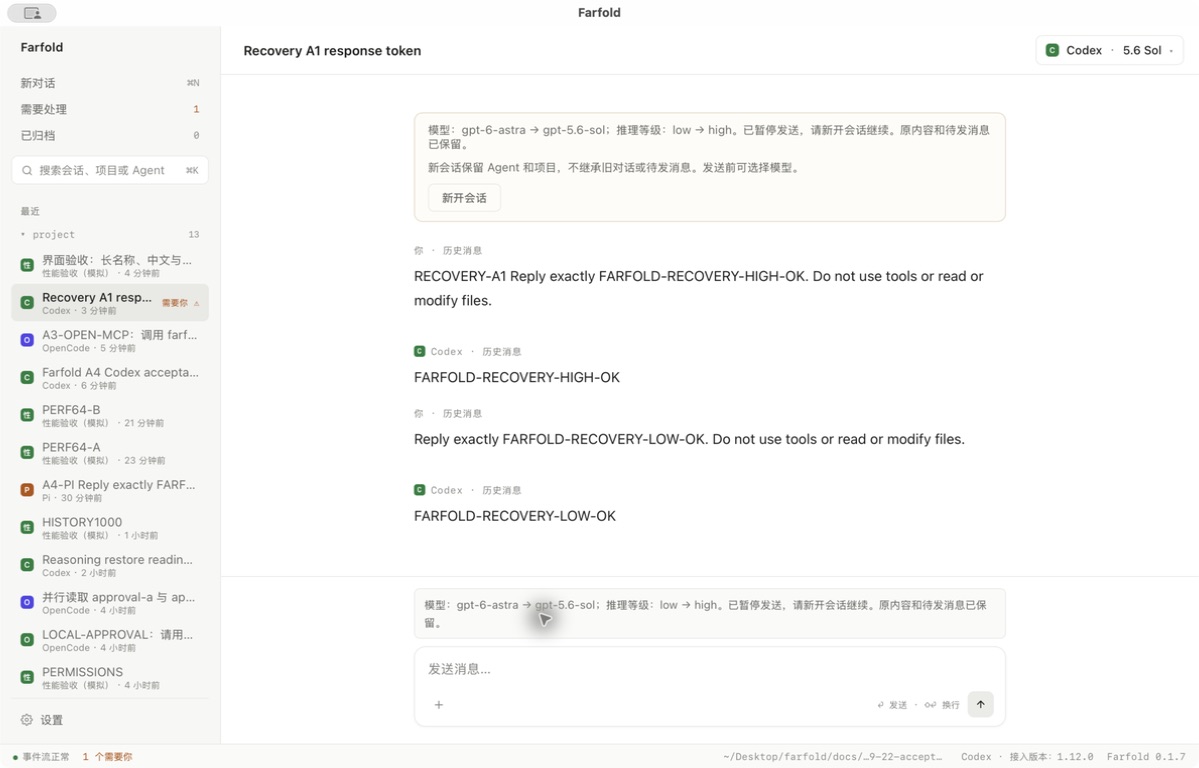 Farfold
Farfold
新对话 ⌘N
需要处理 1
已归档 0
搜索会话、项目或 Agent ⌘K
最近
project 13
界面验收：长名称、中文与...
性能验收（模拟） · 4 分钟前
Recovery A1 resp... 需要你
Codex · 3 分钟前
A3-OPEN-MCP：调用 farf...
OpenCode · 5 分钟前
Farfold A4 Codex accepta...
Codex · 6 分钟前
PERF64-B
性能验收（模拟） · 21 分钟前
PERF64-A
性能验收（模拟） · 23 分钟前
A4-PI Reply exactly FARF...
Pi · 30 分钟前
HISTORY1000
性能验收（模拟） · 1 小时前
Reasoning restore readin...
Codex · 2 小时前
并行读取 approval-a 与 ap...
OpenCode · 4 小时前
LOCAL-APPROVAL：请用...
OpenCode · 4 小时前
PERMISSIONS
性能验收（模拟） · 4 小时前
设置
Recovery A1 response token
C Codex · 5.6 Sol
模型：gpt-6-astra → gpt-5.6-sol；推理等级：low → high。已暂停发送，请新开会话继续。原内容和待发消息
已保留。
新会话保留 Agent 和项目，不继承旧对话或待发消息。发送前可选择模型。
新开会话
你 · 历史消息
RECOVERY-A1 Reply exactly FARFOLD-RECOVERY-HIGH-OK. Do not use tools or read or
modify files.
C Codex · 历史消息
FARFOLD-RECOVERY-HIGH-OK
你 · 历史消息
Reply exactly FARFOLD-RECOVERY-LOW-OK. Do not use tools or read or modify files.
C Codex · 历史消息
FARFOLD-RECOVERY-LOW-OK
模型：gpt-6-astra → gpt-5.6-sol；推理等级：low → high。已暂停发送，请新开会话继续。原内容和待发消息已保
留。
发送消息...
↵ 发送 · 换行
事件流正常 1 个需要你
~/Desktop/farfold/docs/…9-22-accept… Codex · 接入版本: 1.12.0 Farfold 0.1.7